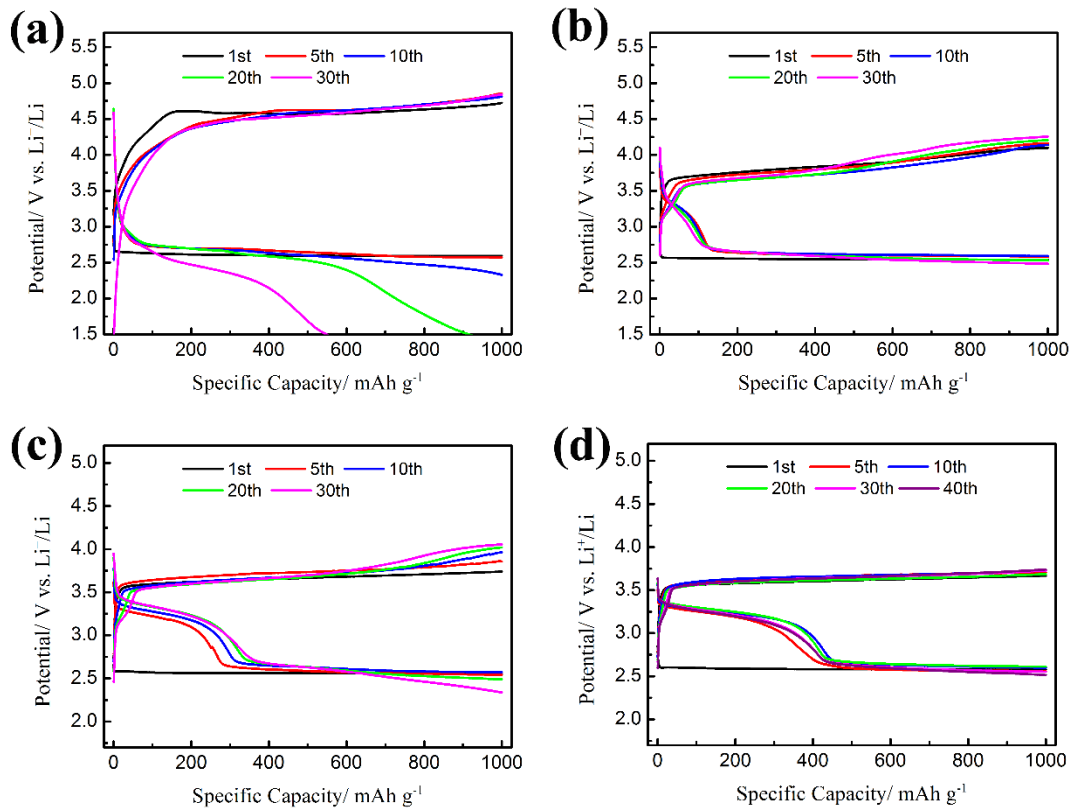 (a)
5.5
5.0
4.5
4.0
3.5
3.0
2.5
2.0
1.5
Potential/ V vs. Li⁻/Li
1st 5th 10th
20th 30th
0 200 400 600 800 1000
Specific Capacity/ mAh g⁻¹
(b)
5.5
5.0
4.5
4.0
3.5
3.0
2.5
2.0
1.5
Potential/ V vs. Li⁻/Li
1st 5th 10th
20th 30th
0 200 400 600 800 1000
Specific Capacity/ mAh g⁻¹
(c)
5.0
4.5
4.0
3.5
3.0
2.5
2.0
Potential/ V vs. Li⁻/Li
1st 5th 10th
20th 30th
0 200 400 600 800 1000
Specific Capacity/ mAh g⁻¹
(d)
5.0
4.5
4.0
3.5
3.0
2.5
2.0
Potential/ V vs. Li⁺/Li
1st 5th 10th
20th 30th 40th
0 200 400 600 800 1000
Specific Capacity/ mAh g⁻¹